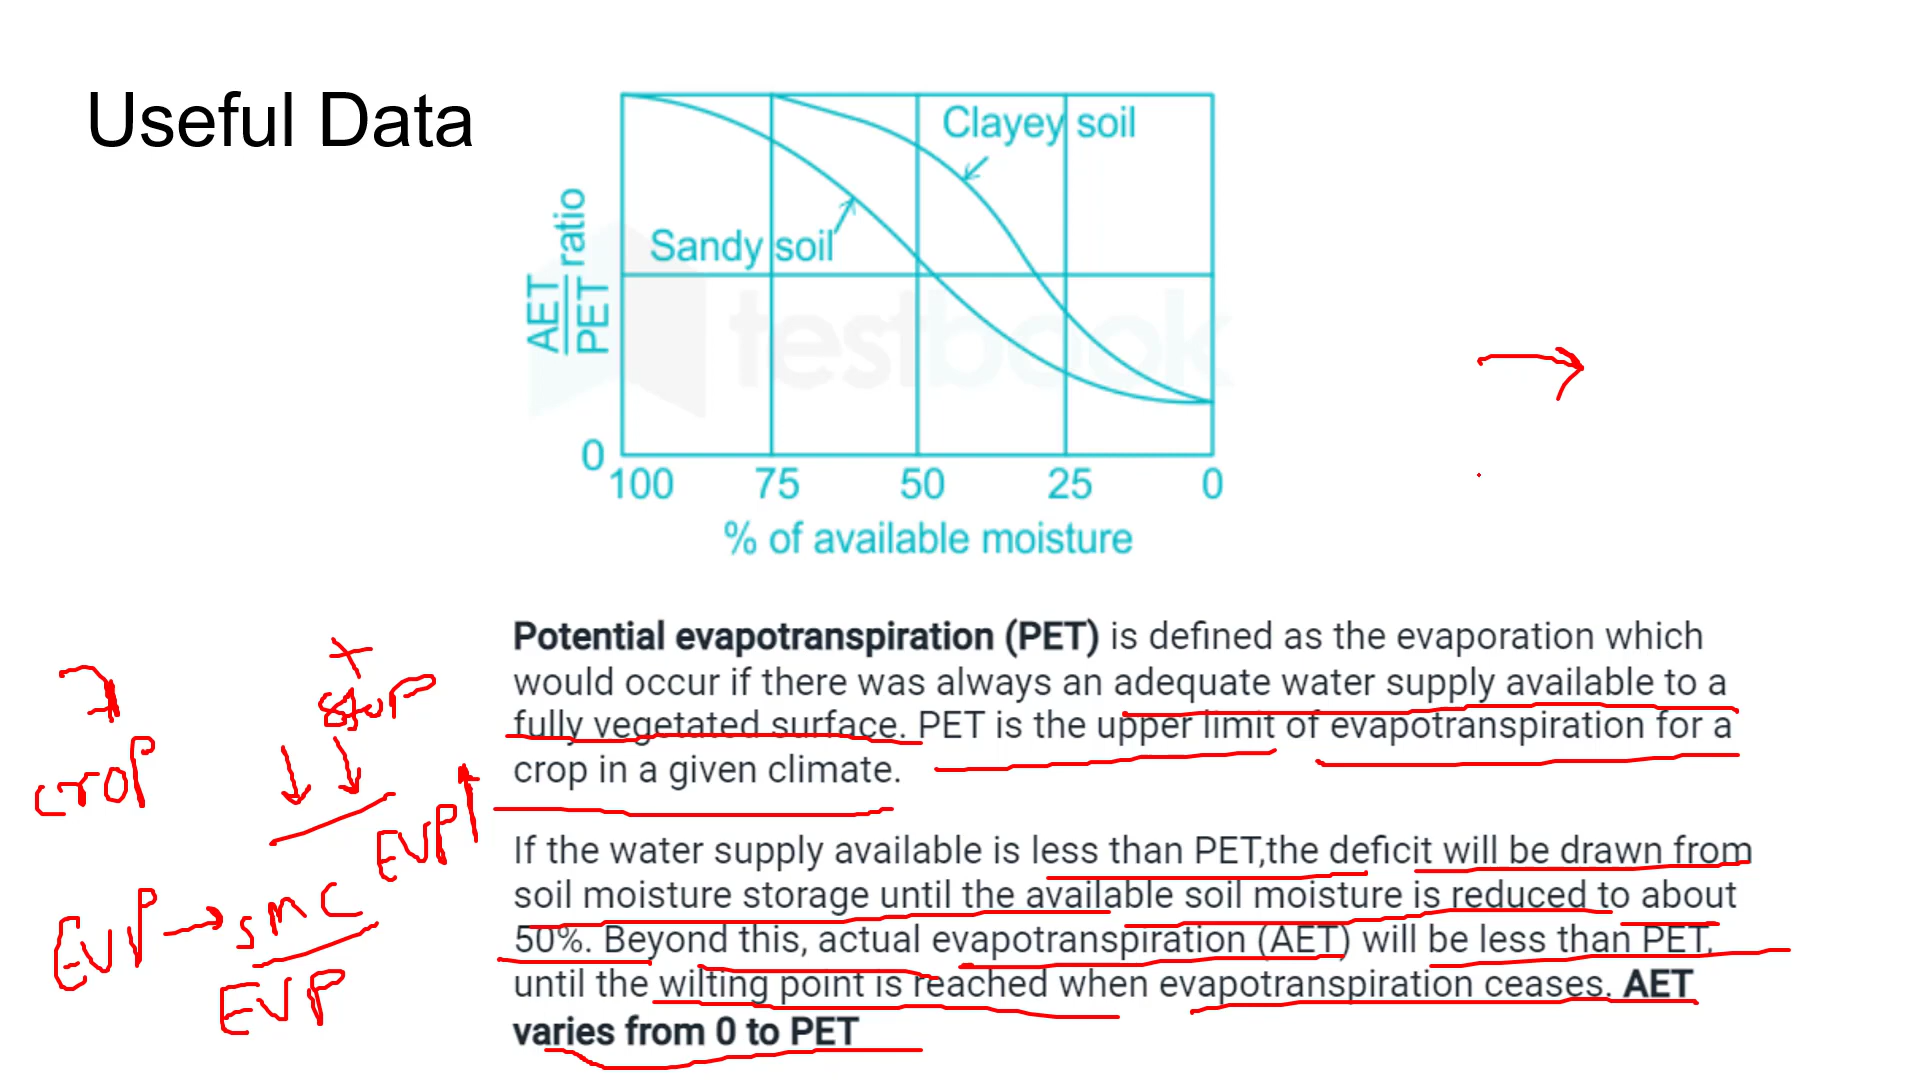 Useful Data
Clayey soil
Sandy soil
AET
PET
ratio
testbook
0
100 75 50 25 0
% of available moisture
Potential evapotranspiration (PET) is defined as the evaporation which
would occur if there was always an adequate water supply available to a
fully vegetated surface. PET is the upper limit of evapotranspiration for a
crop in a given climate.
If the water supply available is less than PET,the deficit will be drawn from
soil moisture storage until the available soil moisture is reduced to about
50%. Beyond this, actual evapotranspiration (AET) will be less than PET,
until the wilting point is reached when evapotranspiration ceases. AET
varies from 0 to PET
crop
EVP
EVP → SMC
EVP